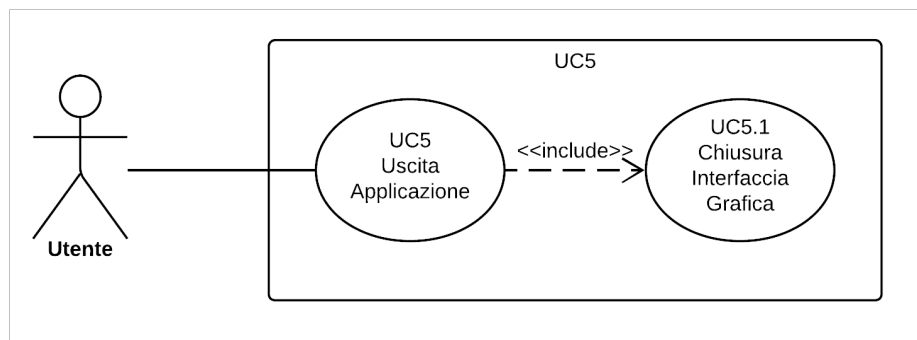 UC5
UC5
Uscita
Applicazione
<<include>>
UC5.1
Chiusura
Interfaccia
Grafica
Utente